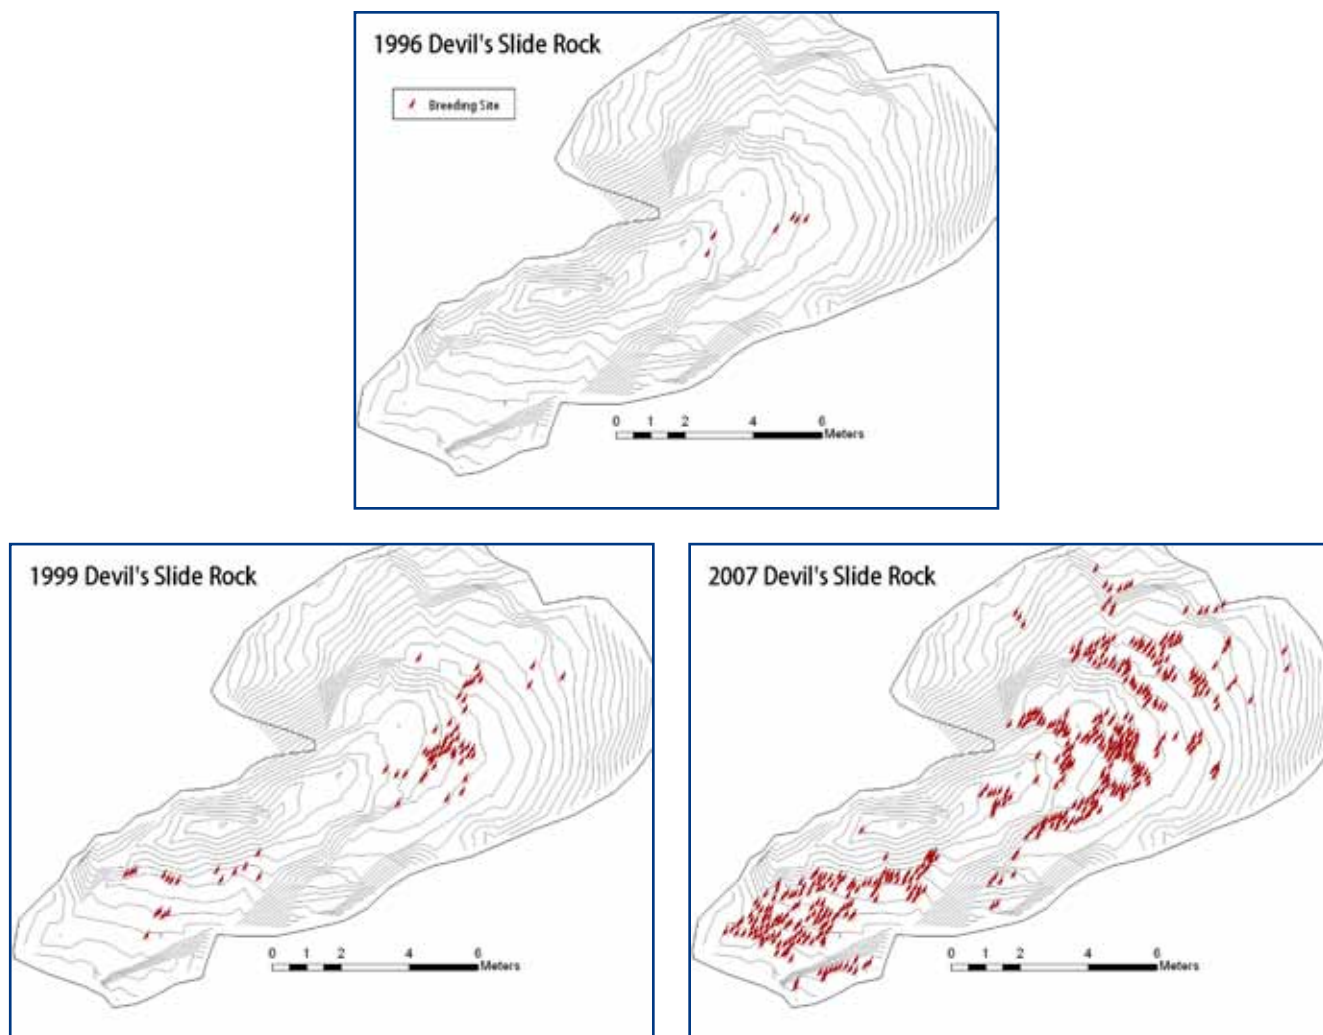 1996 Devil's Slide Rock
Breeding Site
0 1 2 4 6
Meters
1999 Devil's Slide Rock
0 1 2 4 6
Meters
2007 Devil's Slide Rock
0 1 2 4 6
Meters